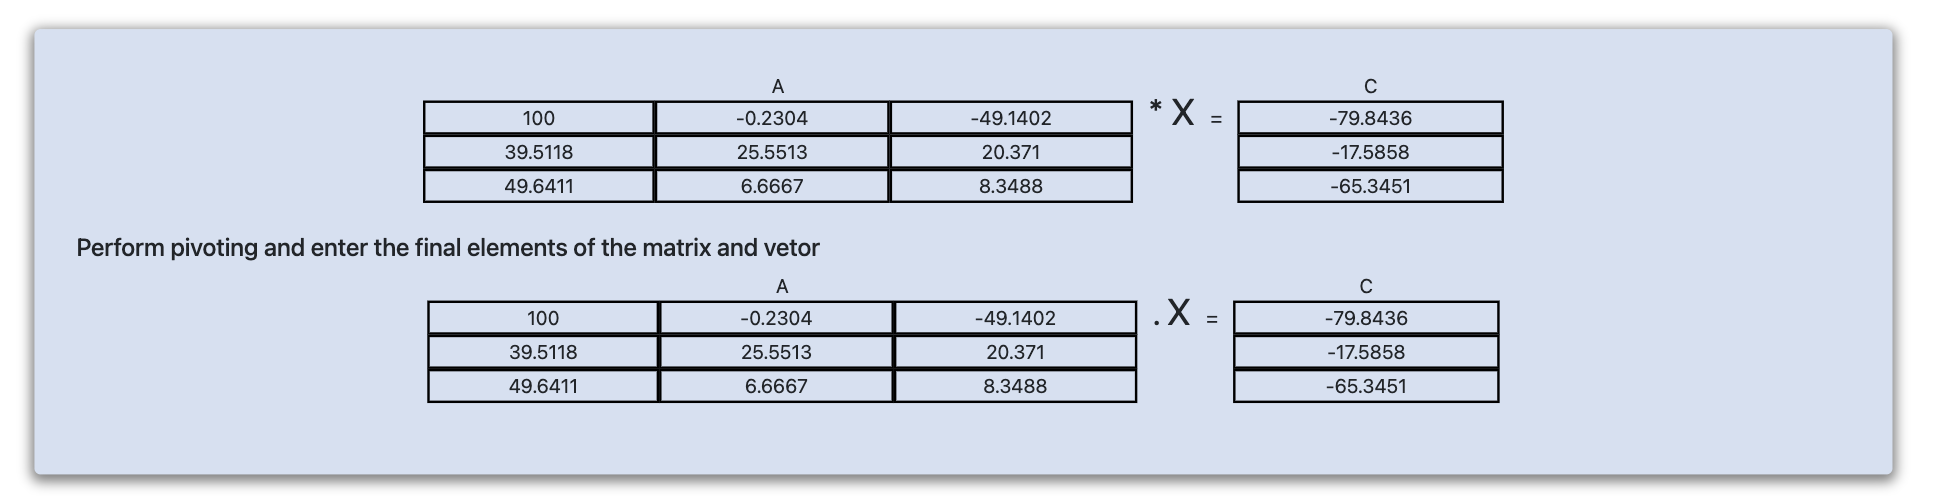 A C
100 -0.2304 -49.1402 * X = -79.8436
39.5118 25.5513 20.371 -17.5858
49.6411 6.6667 8.3488 -65.3451
Perform pivoting and enter the final elements of the matrix and vetor
A C
100 -0.2304 -49.1402 . X = -79.8436
39.5118 25.5513 20.371 -17.5858
49.6411 6.6667 8.3488 -65.3451